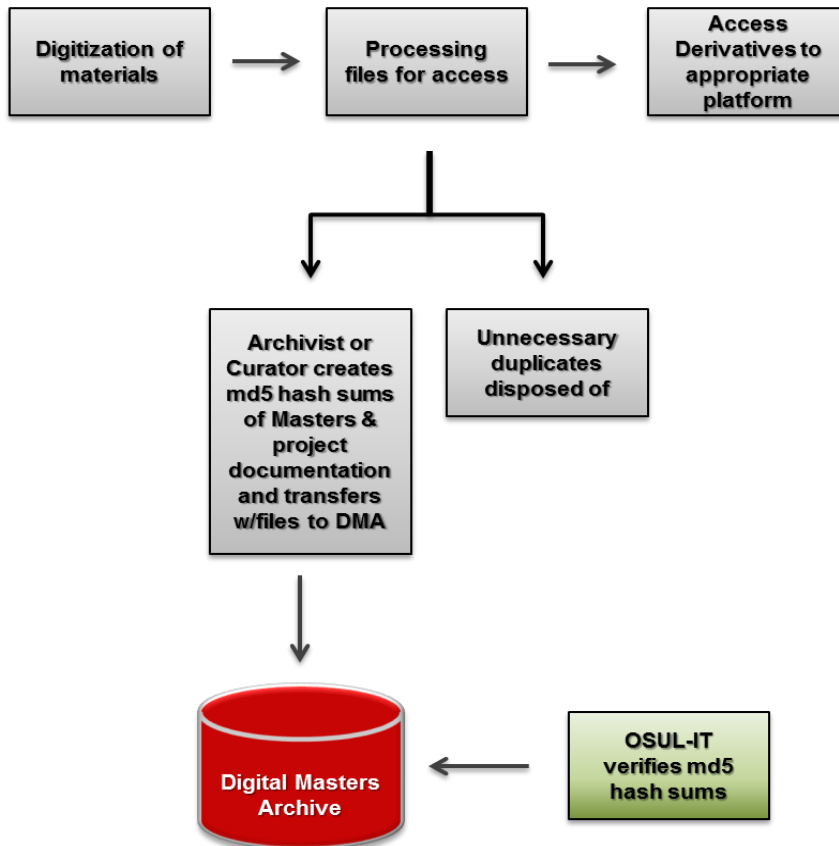 Digitization of
materials
Processing
files for access
Access
Derivatives to
appropriate
platform
Archivist or
Curator creates
md5 hash sums
of Masters &
project
documentation
and transfers
w/files to DMA
Unnecessary
duplicates
disposed of
Digital Masters
Archive
OSUL-IT
verifies md5
hash sums